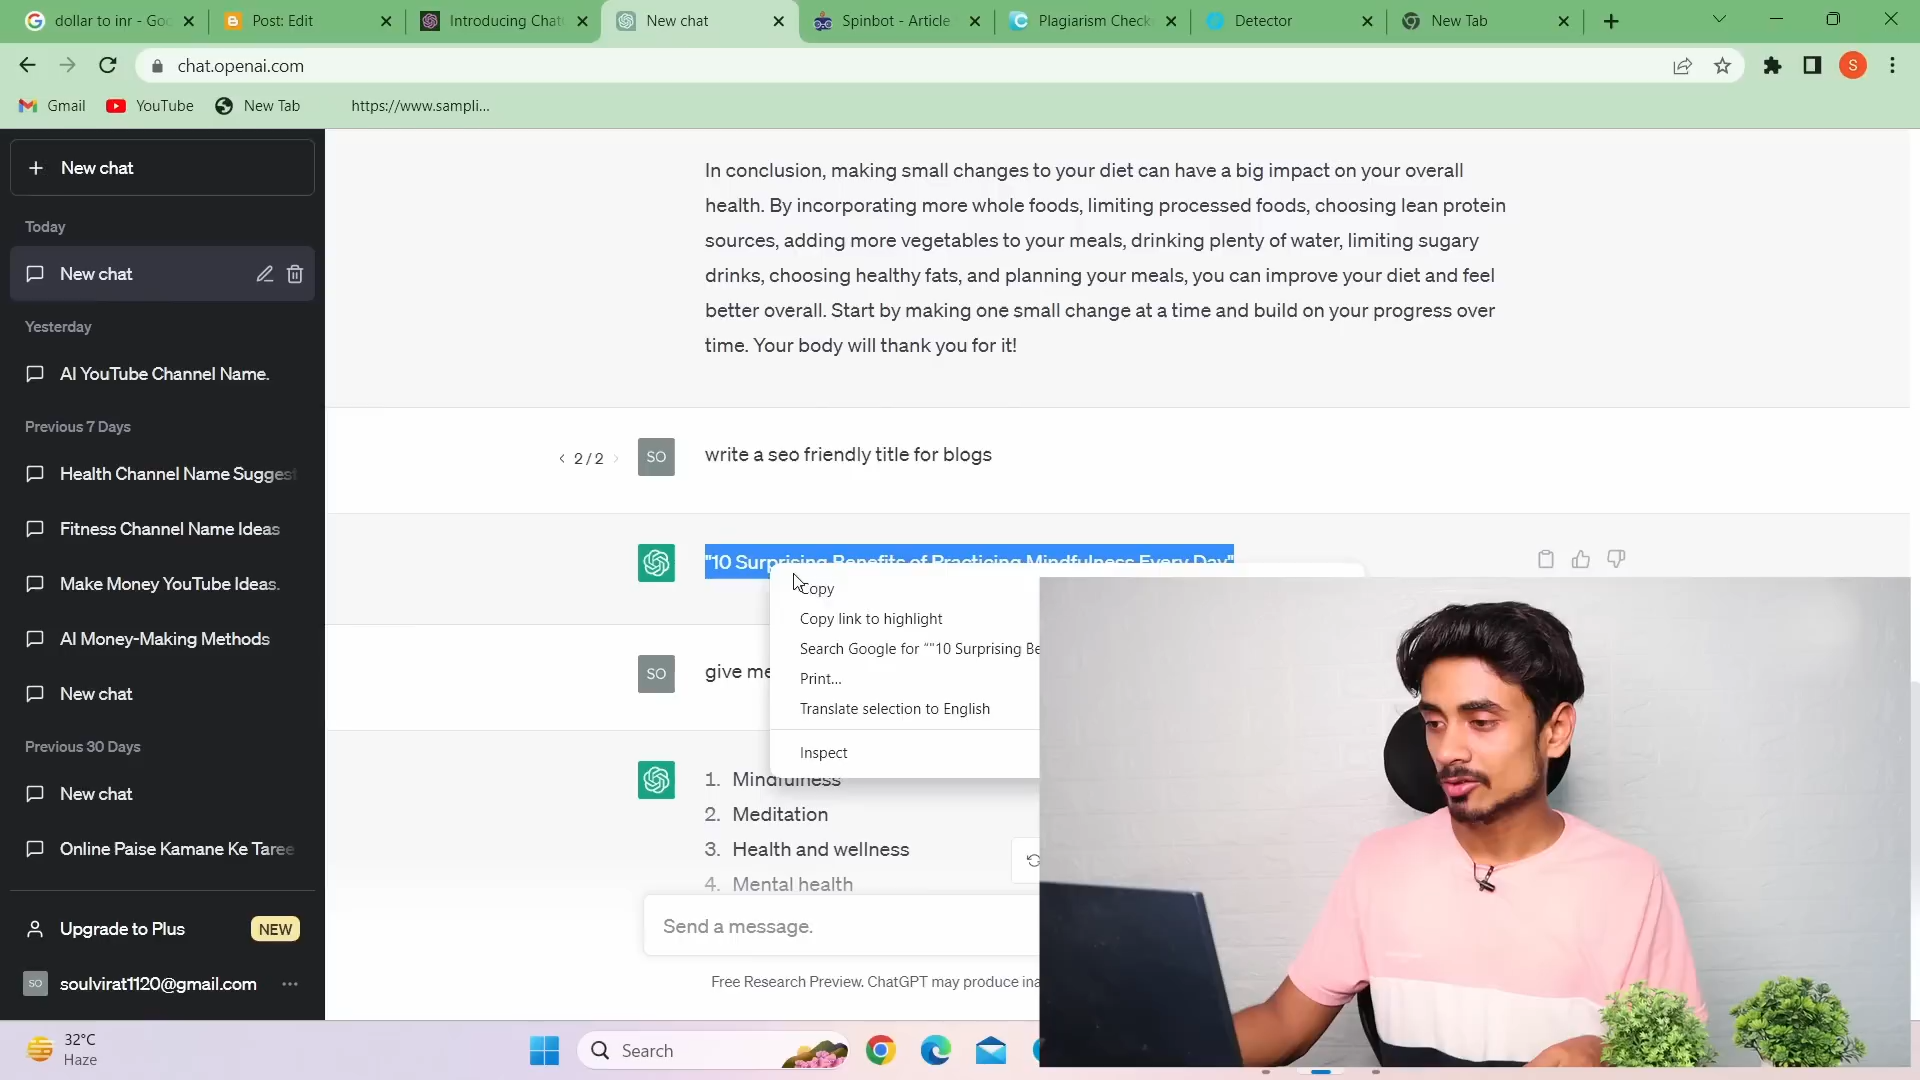 dollar to inr - Goo
Post: Edit
Introducing Chat
New chat
Spinbot - Article
Plagiarism Check
Detector
New Tab
chat.openai.com
S
Gmail
YouTube
New Tab
https://www.sampli...
New chat
Today
New chat
Yesterday
AI YouTube Channel Name.
Previous 7 Days
Health Channel Name Suggest
Fitness Channel Name Ideas
Make Money YouTube Ideas.
AI Money-Making Methods
New chat
Previous 30 Days
New chat
Online Paise Kamane Ke Taree
Upgrade to Plus
NEW
SO
soulvirat1120@gmail.com
In conclusion, making small changes to your diet can have a big impact on your overall
health. By incorporating more whole foods, limiting processed foods, choosing lean protein
sources, adding more vegetables to your meals, drinking plenty of water, limiting sugary
drinks, choosing healthy fats, and planning your meals, you can improve your diet and feel
better overall. Start by making one small change at a time and build on your progress over
time. Your body will thank you for it!
< 2 / 2 >
SO
write a seo friendly title for blogs
"10 Surprising Benefits of Practicing Mindfulness Every Day"
Copy
Copy link to highlight
Search Google for “"10 Surprising Be
Print...
Translate selection to English
Inspect
SO
give me
1. Mindfulness
2. Meditation
3. Health and wellness
4. Mental health
Send a message.
Free Research Preview. ChatGPT may produce ina
32°C
Haze
Search